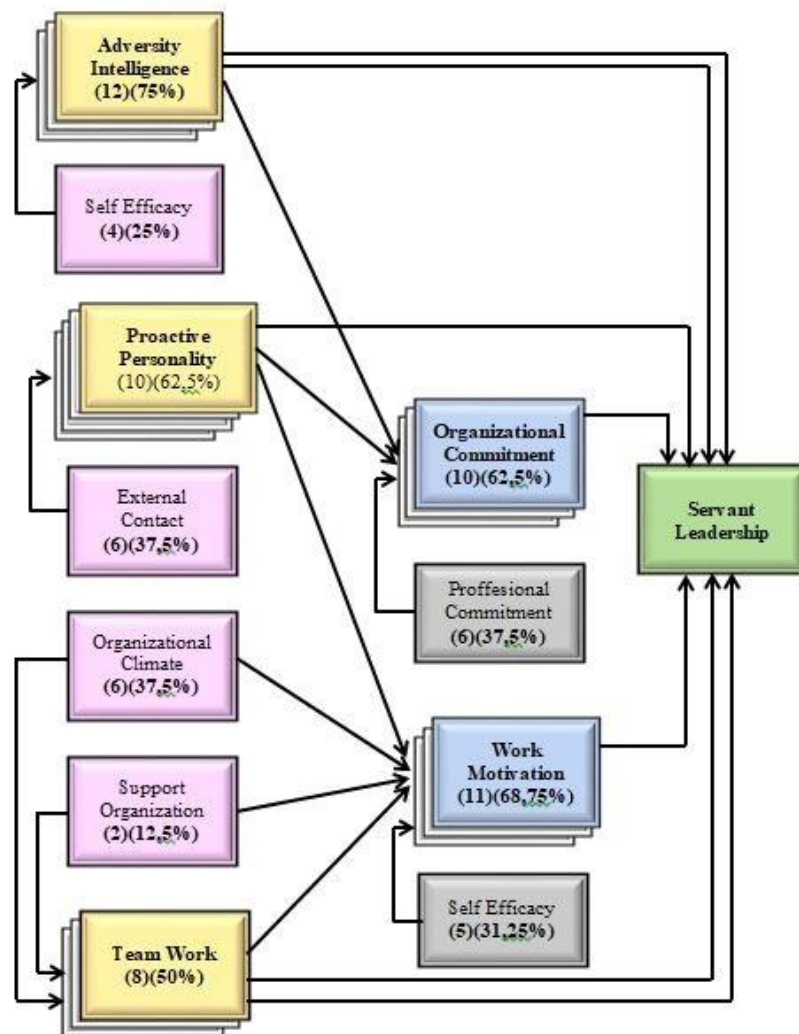 Adversity
Intelligence
(12)(75%)
Self Efficacy
(4)(25%)
Proactive
Personality
(10)(62,5%)
External
Contact
(6)(37,5%)
Organizational
Climate
(6)(37,5%)
Support
Organization
(2)(12,5%)
Team Work
(8)(50%)
Organizational
Commitment
(10)(62,5%)
Proffesional
Commitment
(6)(37,5%)
Work
Motivation
(11)(68,75%)
Self Efficacy
(5)(31,25%)
Servant
Leadership